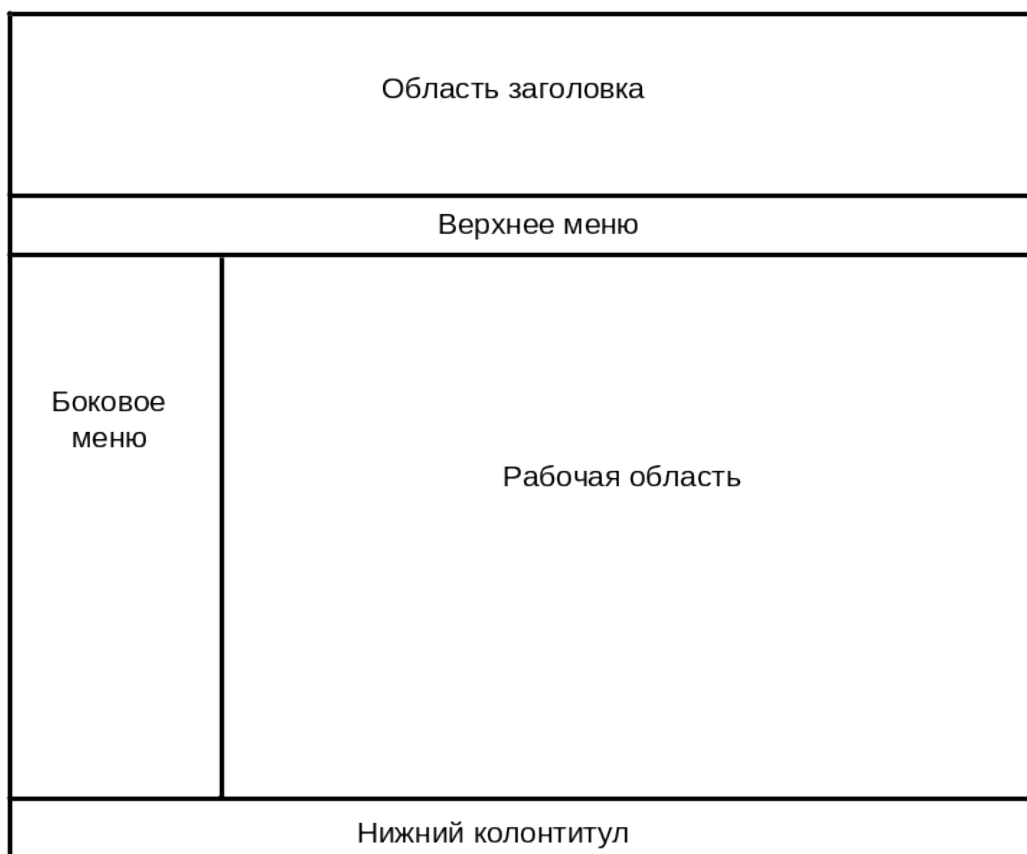 Область заголовка
Верхнее меню
Боковое
меню
Рабочая область
Нижний колонтитул